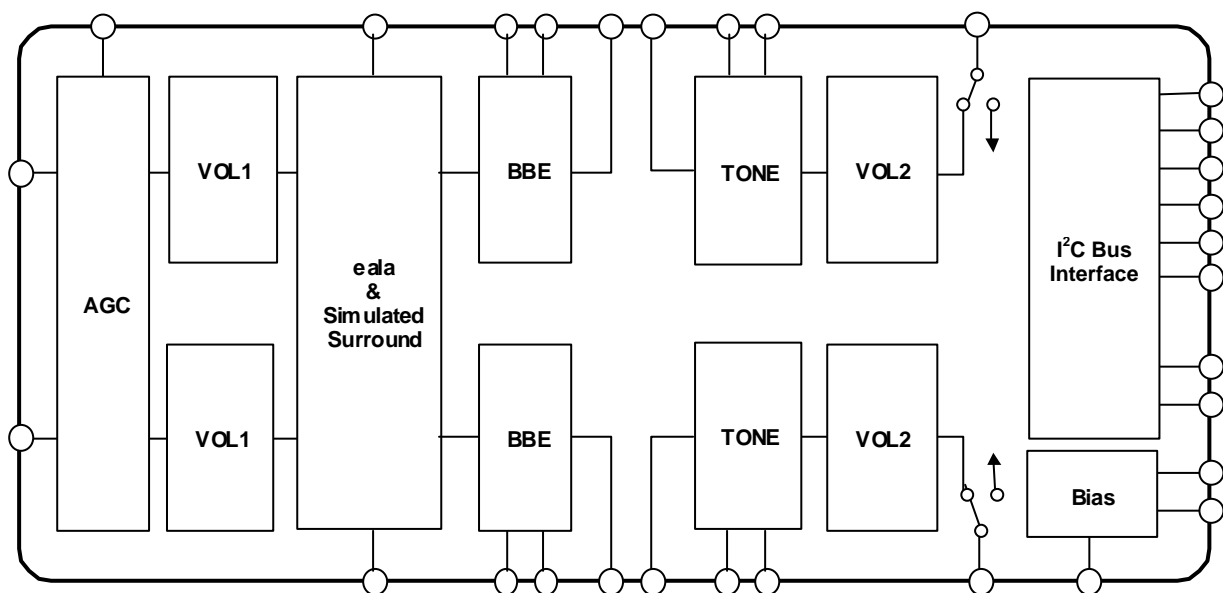 AGC
VOL1
VOL1
eala
&
Simulated
Surround
BBE
BBE
TONE
TONE
VOL2
VOL2
I²C Bus
Interface
Bias